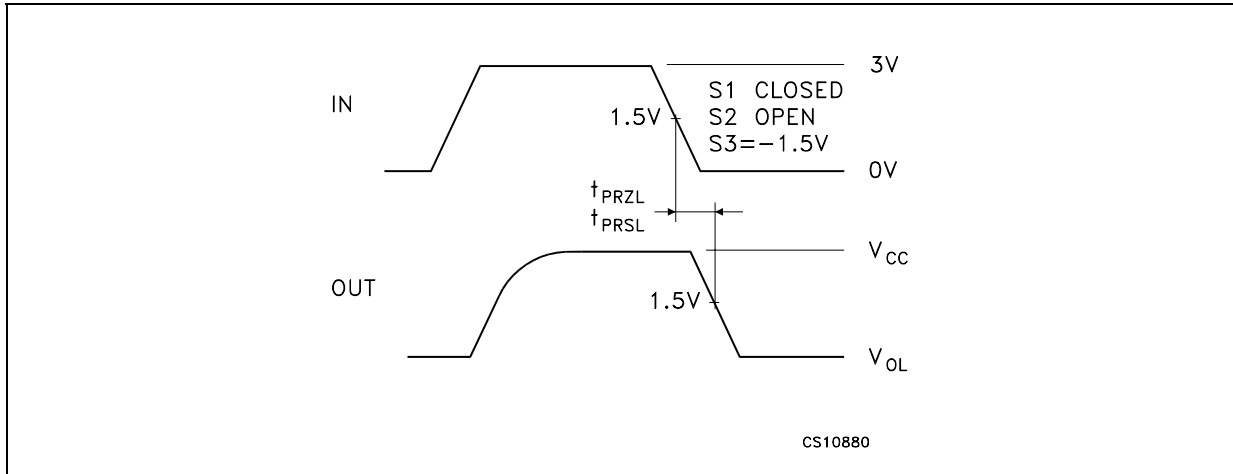 IN
3V
S1 CLOSED
1.5V
S2 OPEN
S3=-1.5V
0V
tPRZL
tPRSL
OUT
VCC
1.5V
VOL
CS10880